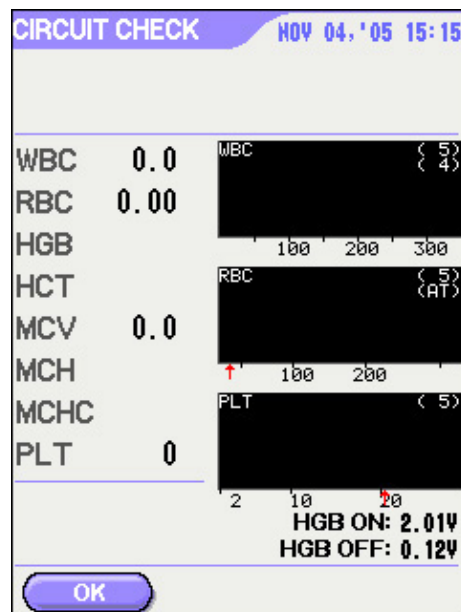 CIRCUIT CHECK NOV 04,'05 15:15
WBC 0.0
RBC 0.00
HGB
HCT
MCV 0.0
MCH
MCHC
PLT 0
WBC ( 5)
( 4)
100 200 300
RBC ( 5)
(AT)
100 200
PLT ( 5)
2 10 20
HGB ON: 2.01V
HGB OFF: 0.12V
OK